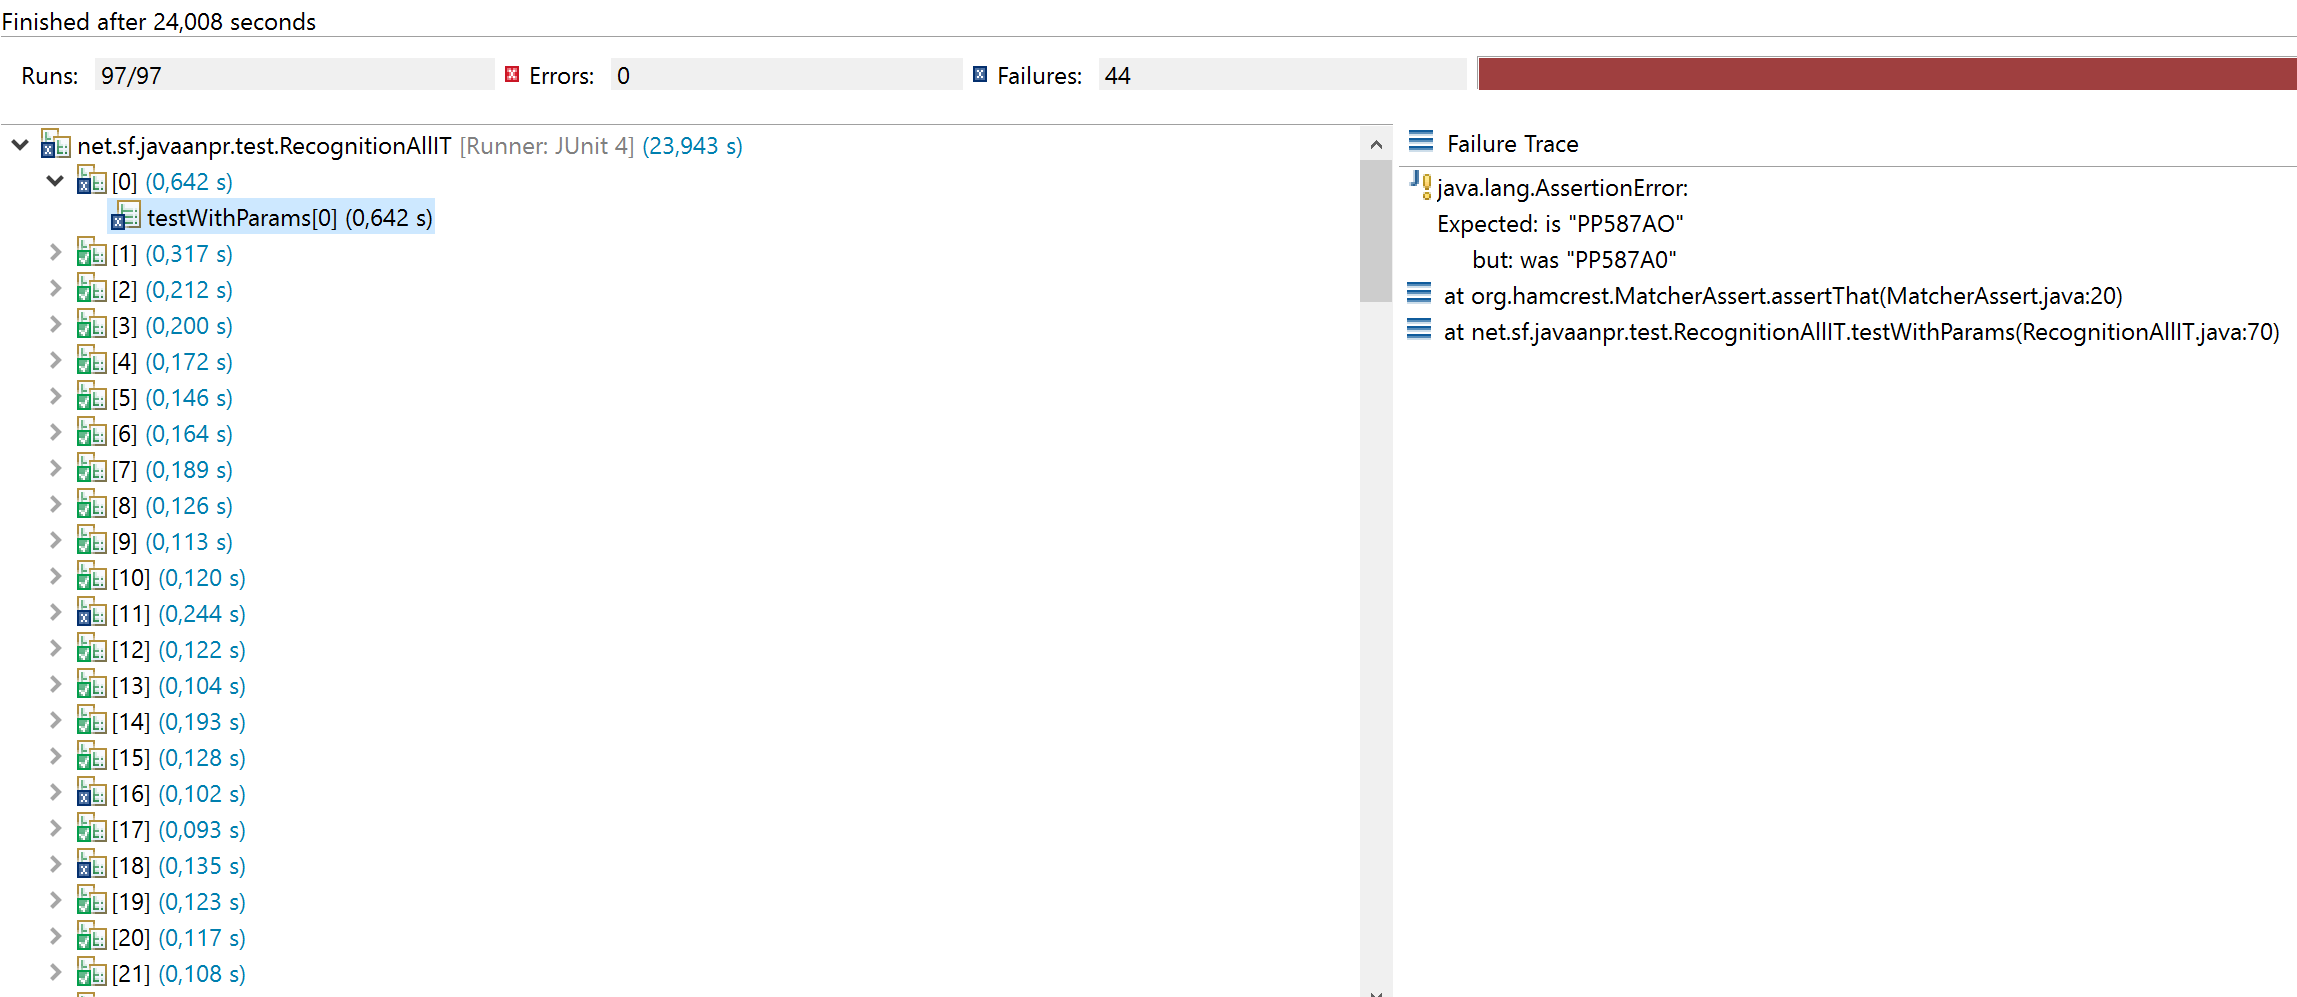 Finished after 24,008 seconds
Runs: 97/97 Errors: 0 Failures: 44
net.sf.javaanpr.test.RecognitionAllIT [Runner: JUnit 4] (23,943 s)
[0] (0,642 s)
testWithParams[0] (0,642 s)
[1] (0,317 s)
[2] (0,212 s)
[3] (0,200 s)
[4] (0,172 s)
[5] (0,146 s)
[6] (0,164 s)
[7] (0,189 s)
[8] (0,126 s)
[9] (0,113 s)
[10] (0,120 s)
[11] (0,244 s)
[12] (0,122 s)
[13] (0,104 s)
[14] (0,193 s)
[15] (0,128 s)
[16] (0,102 s)
[17] (0,093 s)
[18] (0,135 s)
[19] (0,123 s)
[20] (0,117 s)
[21] (0,108 s)
Failure Trace
java.lang.AssertionError:
Expected: is "PP587AO"
but: was "PP587A0"
at org.hamcrest.MatcherAssert.assertThat(MatcherAssert.java:20)
at net.sf.javaanpr.test.RecognitionAllIT.testWithParams(RecognitionAllIT.java:70)